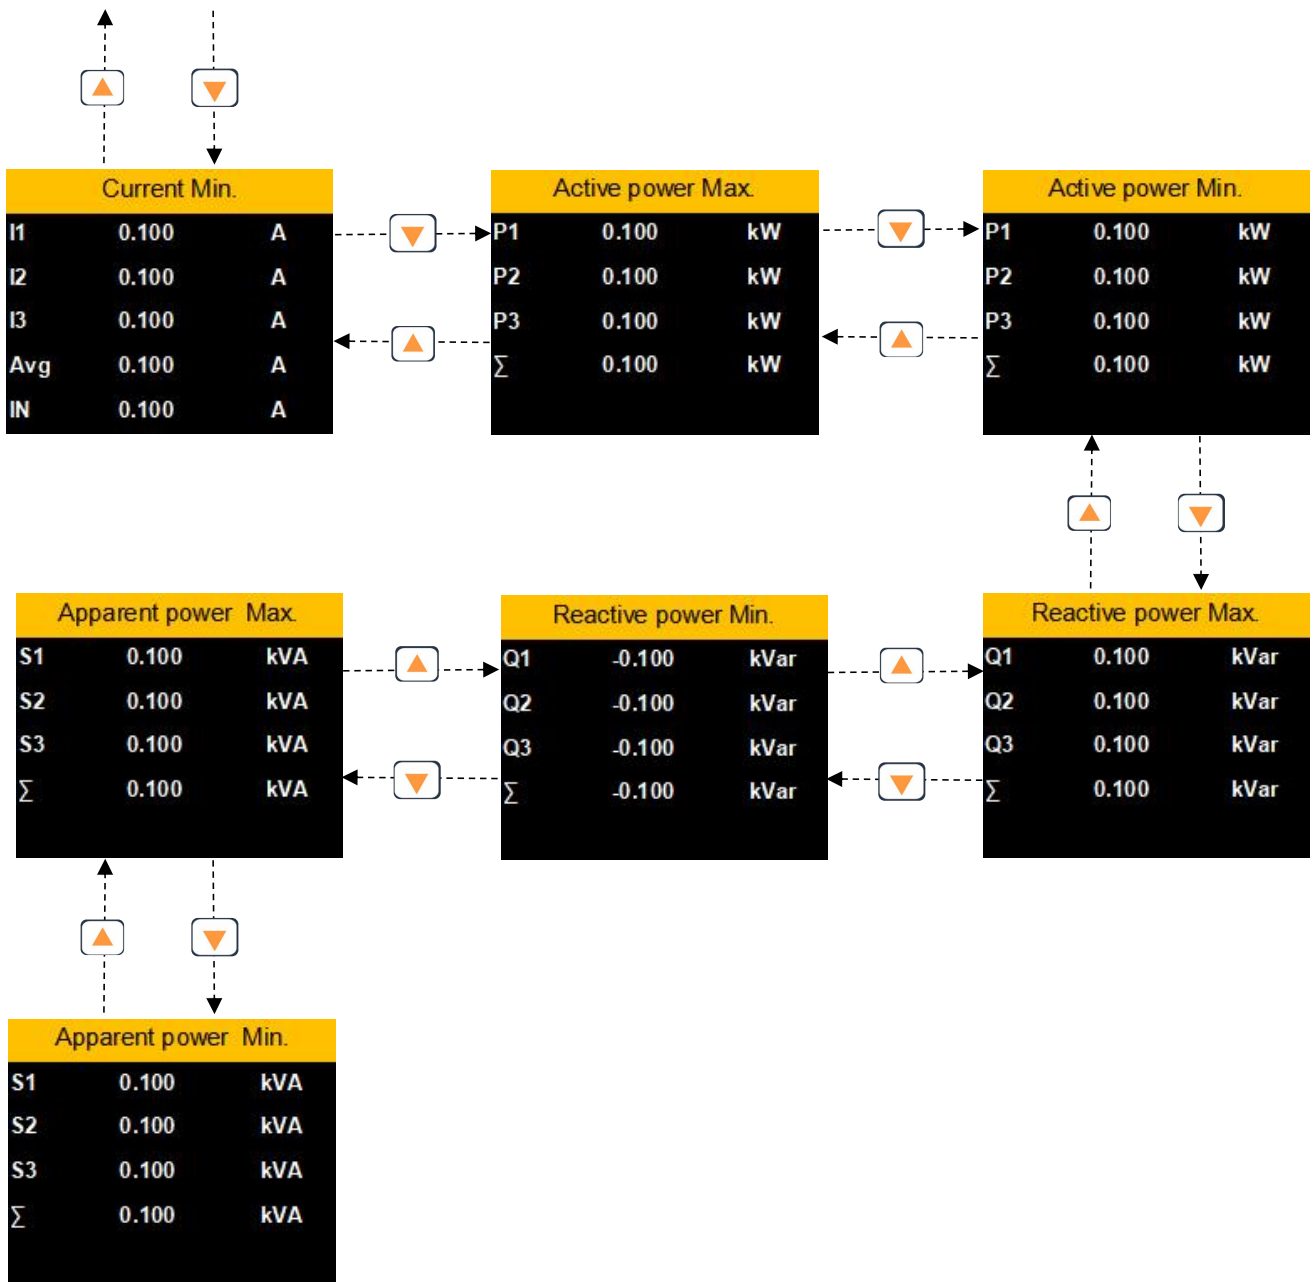 Current Min.
I1 0.100 A
I2 0.100 A
I3 0.100 A
Avg 0.100 A
IN 0.100 A
Active power Max.
P1 0.100 kW
P2 0.100 kW
P3 0.100 kW
∑ 0.100 kW
Active power Min.
P1 0.100 kW
P2 0.100 kW
P3 0.100 kW
∑ 0.100 kW
Apparent power Max.
S1 0.100 kVA
S2 0.100 kVA
S3 0.100 kVA
∑ 0.100 kVA
Reactive power Min.
Q1 -0.100 kVar
Q2 -0.100 kVar
Q3 -0.100 kVar
∑ -0.100 kVar
Reactive power Max.
Q1 0.100 kVar
Q2 0.100 kVar
Q3 0.100 kVar
∑ 0.100 kVar
Apparent power Min.
S1 0.100 kVA
S2 0.100 kVA
S3 0.100 kVA
∑ 0.100 kVA